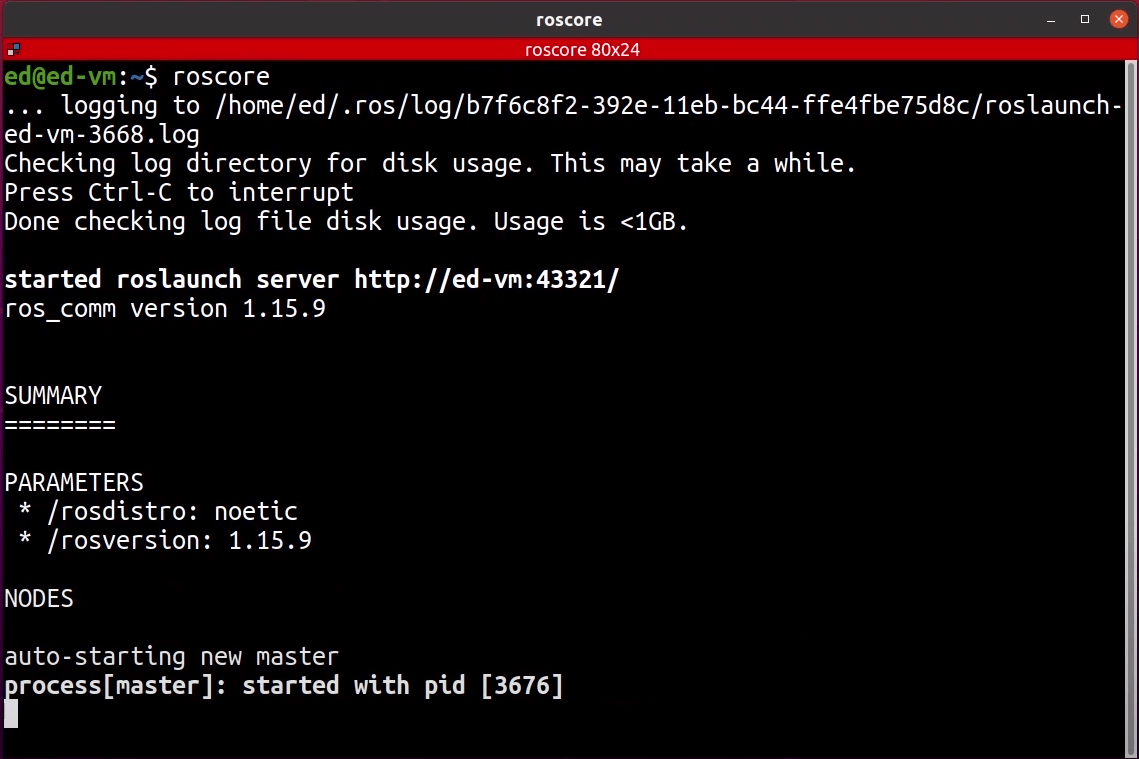 roscore
roscore 80x24
ed@ed-vm:~$ roscore
... logging to /home/ed/.ros/log/b7f6c8f2-392e-11eb-bc44-ffe4fbe75d8c/roslaunch-
ed-vm-3668.log
Checking log directory for disk usage. This may take a while.
Press Ctrl-C to interrupt
Done checking log file disk usage. Usage is <1GB.
started roslaunch server http://ed-vm:43321/
ros_comm version 1.15.9
SUMMARY
========
PARAMETERS
 * /rosdistro: noetic
 * /rosversion: 1.15.9
NODES
auto-starting new master
process[master]: started with pid [3676]